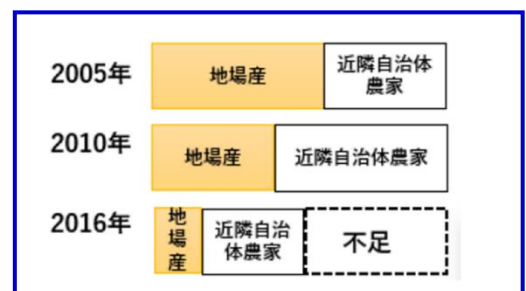 2005年
地場産
近隣自治体
農家
2010年
地場産
近隣自治体農家
2016年
地
場
産
近隣自治
体農家
不足